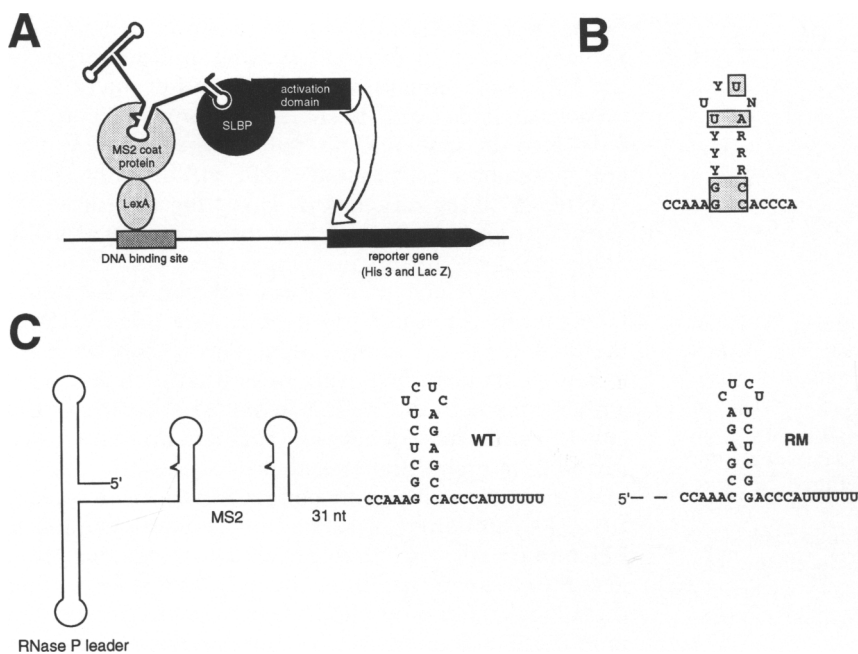 A
activation
domain
SLBP
MS2 coat
protein
LexA
DNA binding site
reporter gene
(His 3 and Lac Z)
B
Y U
U N
U A
Y R
Y R
Y R
G C
CCAAAG C ACCCA
C
5'
MS2
31 nt
RNase P leader
C U
U C
U A
C G
U A
C G
G C
CCAAAG CACCCAUUUUUU
WT
U C
C U
A U
G C
A U
G C
C G
5'— — CCAAAC GACCCAUUUUUU
RM